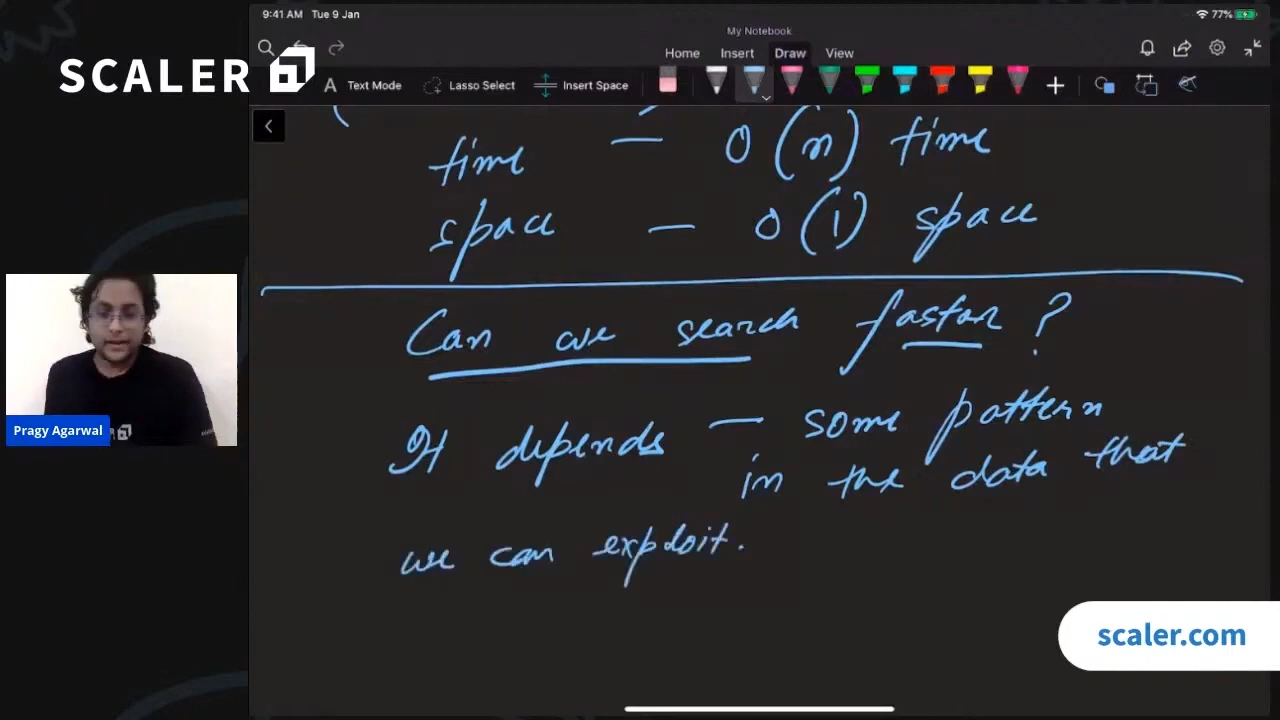 9:41 AM Tue 9 Jan
77%
My Notebook
SCALER
Home Insert Draw View
Text Mode Lasso Select Insert Space
time — O(n) time
space — O(1) space
Can we search faster?
It depends — some pattern
in the data that
we can exploit.
Pragy Agarwal
scaler.com